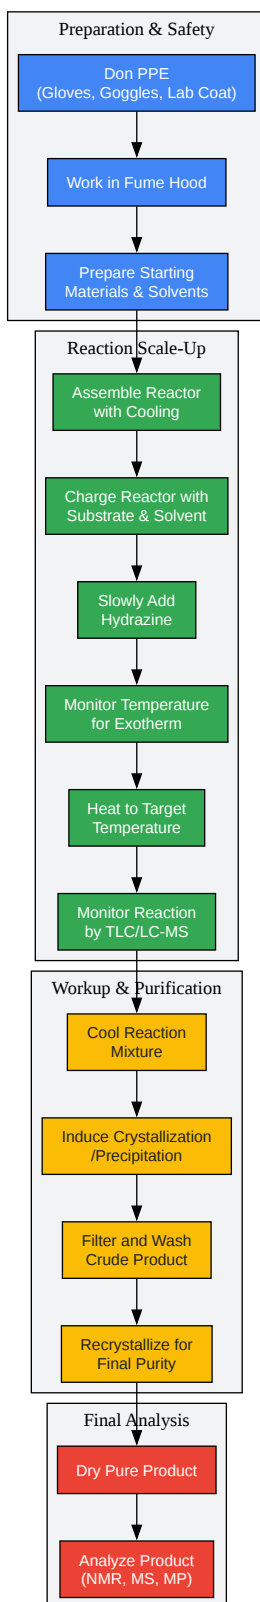 Preparation & Safety
Don PPE
(Gloves, Goggles, Lab Coat)
Work in Fume Hood
Prepare Starting
Materials & Solvents
Reaction Scale-Up
Assemble Reactor
with Cooling
Charge Reactor with
Substrate & Solvent
Slowly Add
Hydrazine
Monitor Temperature
for Exotherm
Heat to Target
Temperature
Monitor Reaction
by TLC/LC-MS
Workup & Purification
Cool Reaction
Mixture
Induce Crystallization
/Precipitation
Filter and Wash
Crude Product
Recrystallize for
Final Purity
Final Analysis
Dry Pure Product
Analyze Product
(NMR, MS, MP)